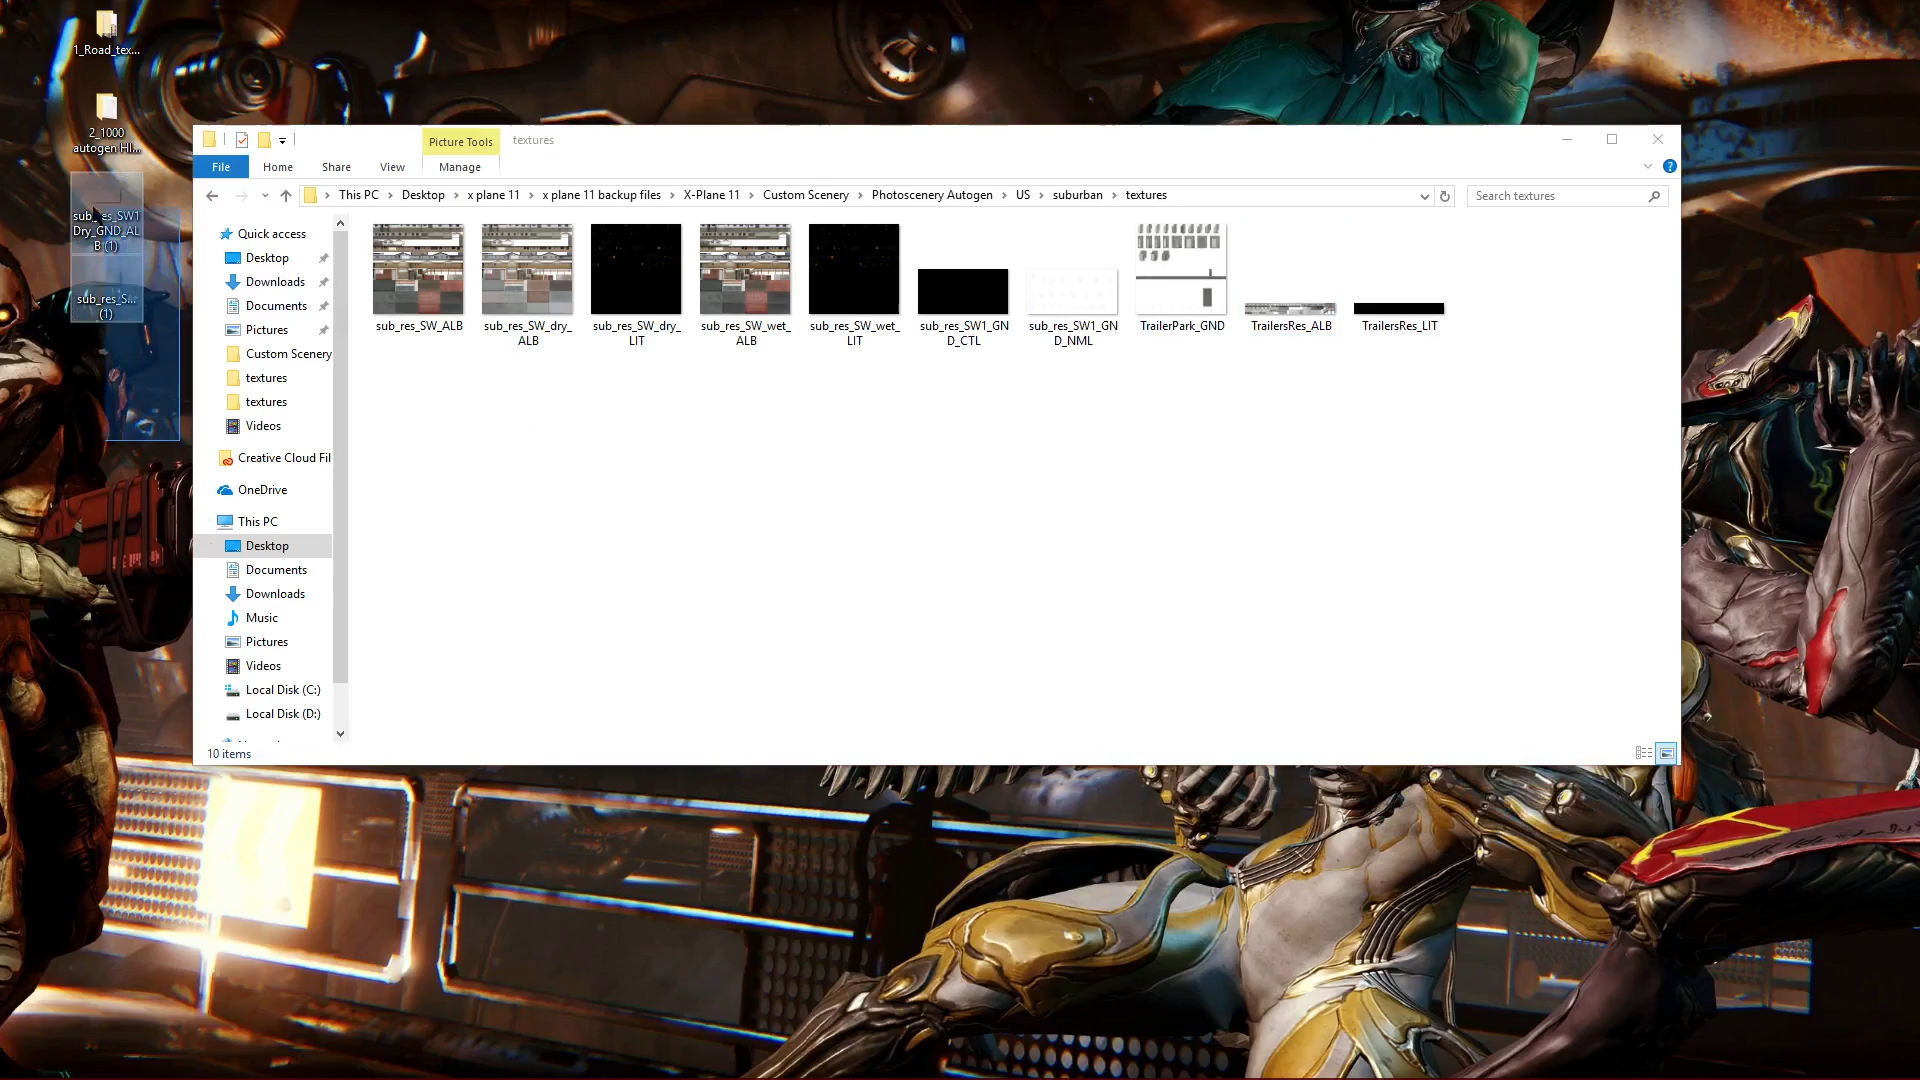 1_Road_tex...
2_1000
autogen HI...
sub_res_SW1
Dry_GND_AL
B (1)
sub_res_S...
(1)
Picture Tools
textures
File
Home
Share
View
Manage
This PC
Desktop
x plane 11
x plane 11 backup files
X-Plane 11
Custom Scenery
Photoscenery Autogen
US
suburban
textures
Search textures
Quick access
Desktop
Downloads
Documents
Pictures
Custom Scenery
textures
textures
Videos
Creative Cloud Fil
OneDrive
This PC
Desktop
Documents
Downloads
Music
Pictures
Videos
Local Disk (C:)
Local Disk (D:)
sub_res_SW_ALB
sub_res_SW_dry_
ALB
sub_res_SW_dry_
LIT
sub_res_SW_wet_
ALB
sub_res_SW_wet_
LIT
sub_res_SW1_GN
D_CTL
sub_res_SW1_GN
D_NML
TrailerPark_GND
TrailersRes_ALB
TrailersRes_LIT
10 items